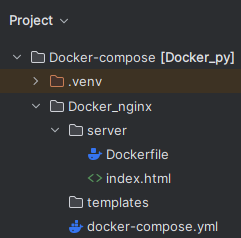 Project
Docker-compose [Docker_py]
.venv
Docker_nginx
server
Dockerfile
index.html
templates
docker-compose.yml